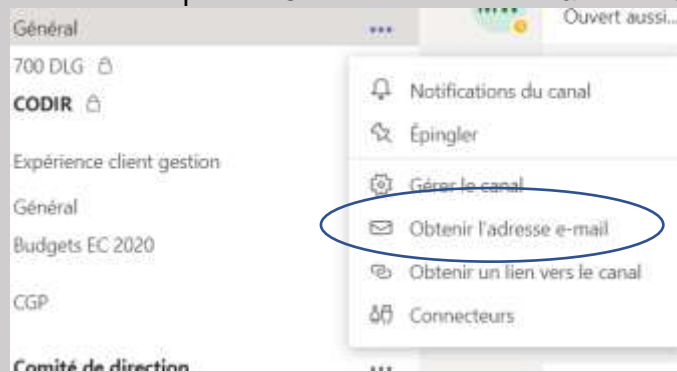 Général
700 DLG
CODIR
Expérience client gestion
Général
Budgets EC 2020
CGP
Comité de direction
Ouvert aussi...
Notifications du canal
Épingler
Gérer le canal
Obtenir l'adresse e-mail
Obtenir un lien vers le canal
Connecteurs